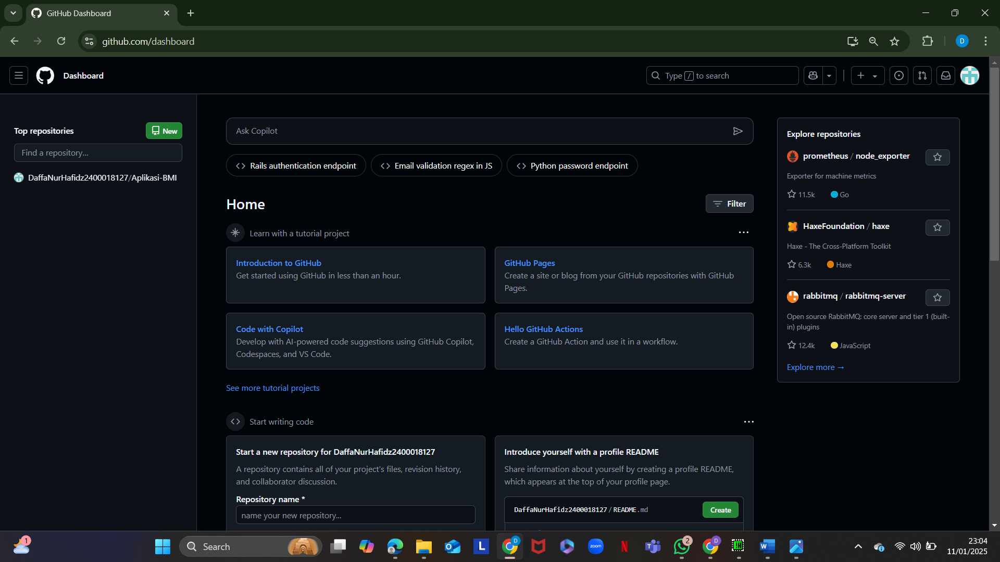 GitHub Dashboard
github.com/dashboard
D
Dashboard
Type / to search
Top repositories
New
Find a repository...
DaffaNurHafidz2400018127/Aplikasi-BMI
Ask Copilot
Rails authentication endpoint
Email validation regex in JS
Python password endpoint
Home
Filter
Learn with a tutorial project
Introduction to GitHub
Get started using GitHub in less than an hour.
GitHub Pages
Create a site or blog from your GitHub repositories with GitHub
Pages.
Code with Copilot
Develop with AI-powered code suggestions using GitHub Copilot,
Codespaces, and VS Code.
Hello GitHub Actions
Create a GitHub Action and use it in a workflow.
See more tutorial projects
Start writing code
Start a new repository for DaffaNurHafidz2400018127
A repository contains all of your project's files, revision history,
and collaborator discussion.
Repository name *
name your new repository...
Introduce yourself with a profile README
Share information about yourself by creating a profile README,
which appears at the top of your profile page.
DaffaNurHafidz2400018127 / README.md
Create
Explore repositories
prometheus / node_exporter
Exporter for machine metrics
11.5k Go
HaxeFoundation / haxe
Haxe - The Cross-Platform Toolkit
6.3k Haxe
rabbitmq / rabbitmq-server
Open source RabbitMQ: core server and tier 1 (built-
in) plugins
12.4k JavaScript
Explore more →
1
Search
L
D
zoom
N
T
2
D
W
23:04
11/01/2025